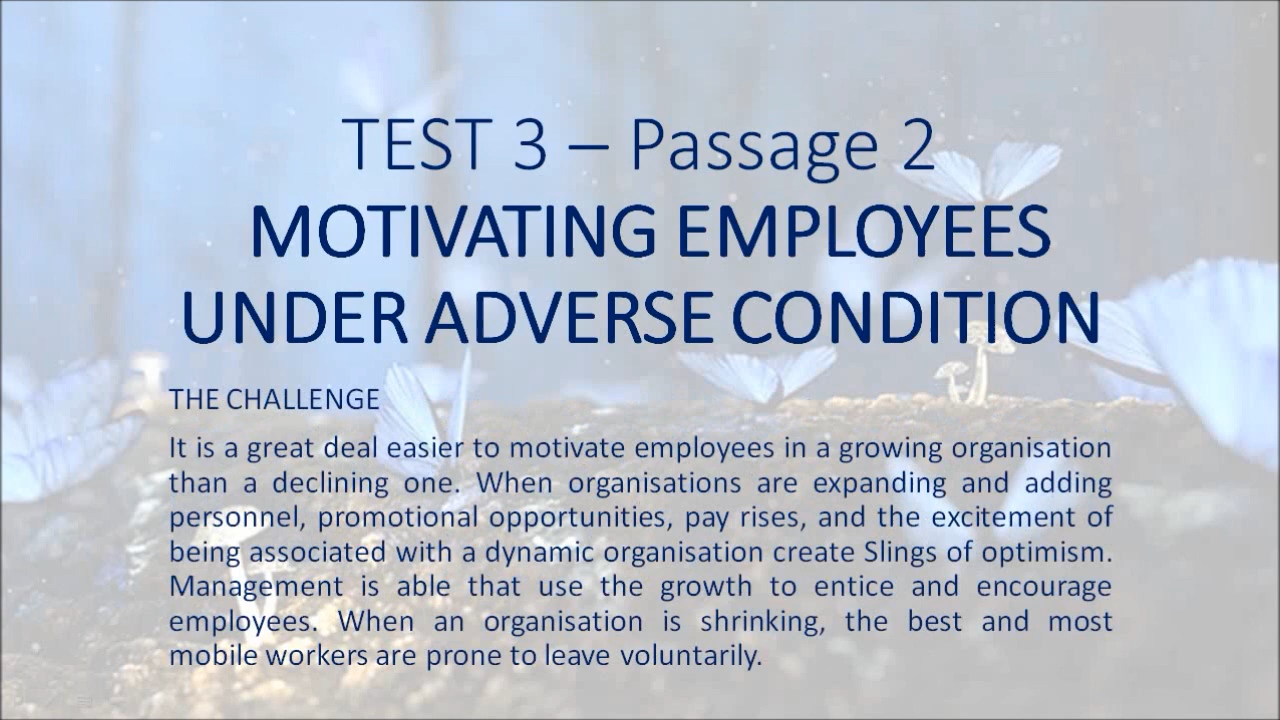 TEST 3 – Passage 2
MOTIVATING EMPLOYEES
UNDER ADVERSE CONDITION
THE CHALLENGE
It is a great deal easier to motivate employees in a growing organisation
than a declining one. When organisations are expanding and adding
personnel, promotional opportunities, pay rises, and the excitement of
being associated with a dynamic organisation create Slings of optimism.
Management is able that use the growth to entice and encourage
employees. When an organisation is shrinking, the best and most
mobile workers are prone to leave voluntarily.